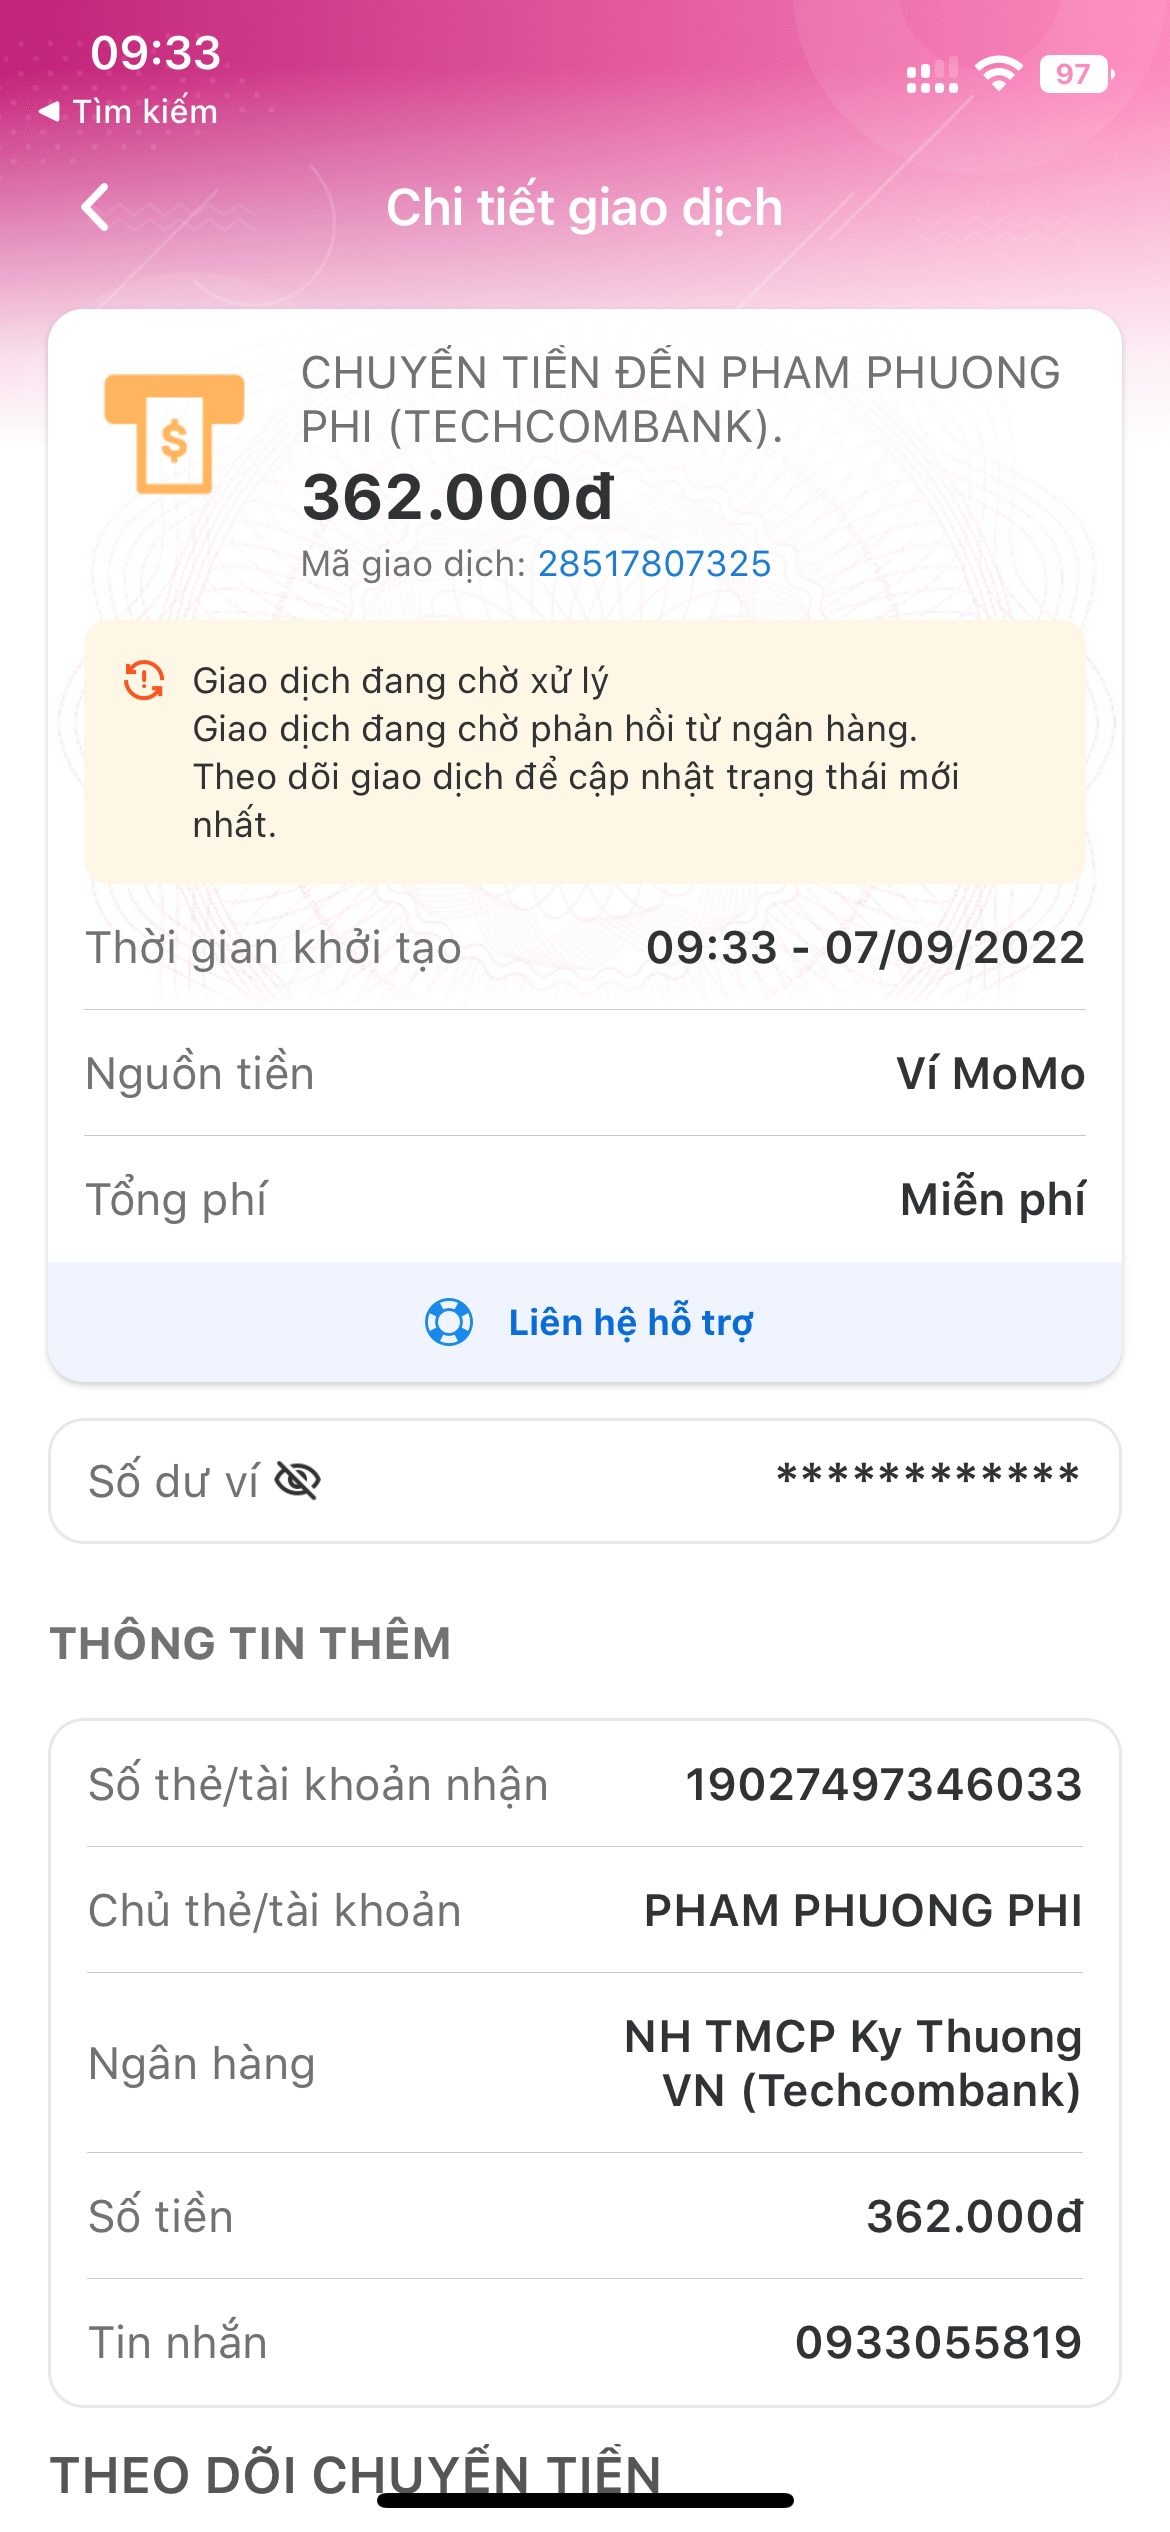 09:33
97
◀ Tìm kiếm
Chi tiết giao dịch
CHUYỂN TIỀN ĐẾN PHAM PHUONG
PHI (TECHCOMBANK).
$
362.000đ
Mã giao dịch: 28517807325
Giao dịch đang chờ xử lý
Giao dịch đang chờ phản hồi từ ngân hàng.
Theo dõi giao dịch để cập nhật trạng thái mới
nhất.
Thời gian khởi tạo 09:33 - 07/09/2022
Nguồn tiền Ví MoMo
Tổng phí Miễn phí
Liên hệ hỗ trợ
Số dư ví ************
THÔNG TIN THÊM
Số thẻ/tài khoản nhận 19027497346033
Chủ thẻ/tài khoản PHAM PHUONG PHI
Ngân hàng NH TMCP Ky Thuong
VN (Techcombank)
Số tiền 362.000đ
Tin nhắn 0933055819
THEO DÕI CHUYỂN TIỀN